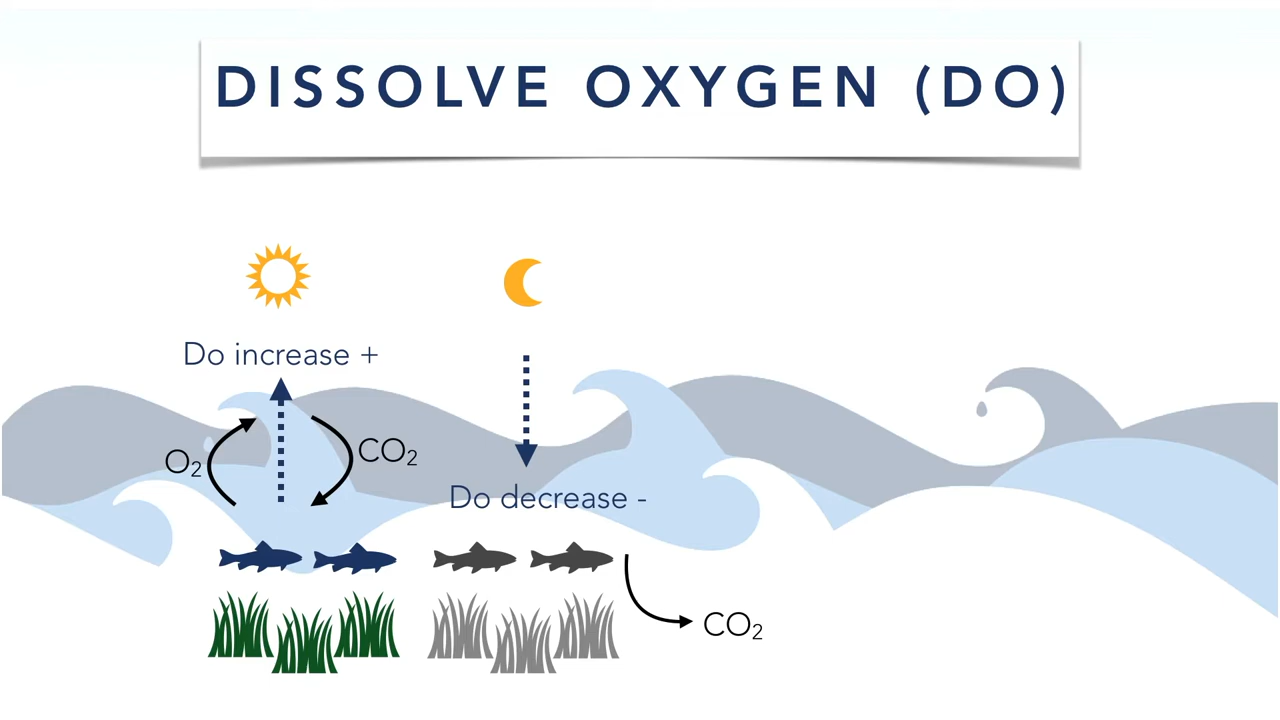 DISSOLVE OXYGEN (DO)
Do increase +
O₂
CO₂
Do decrease -
CO₂